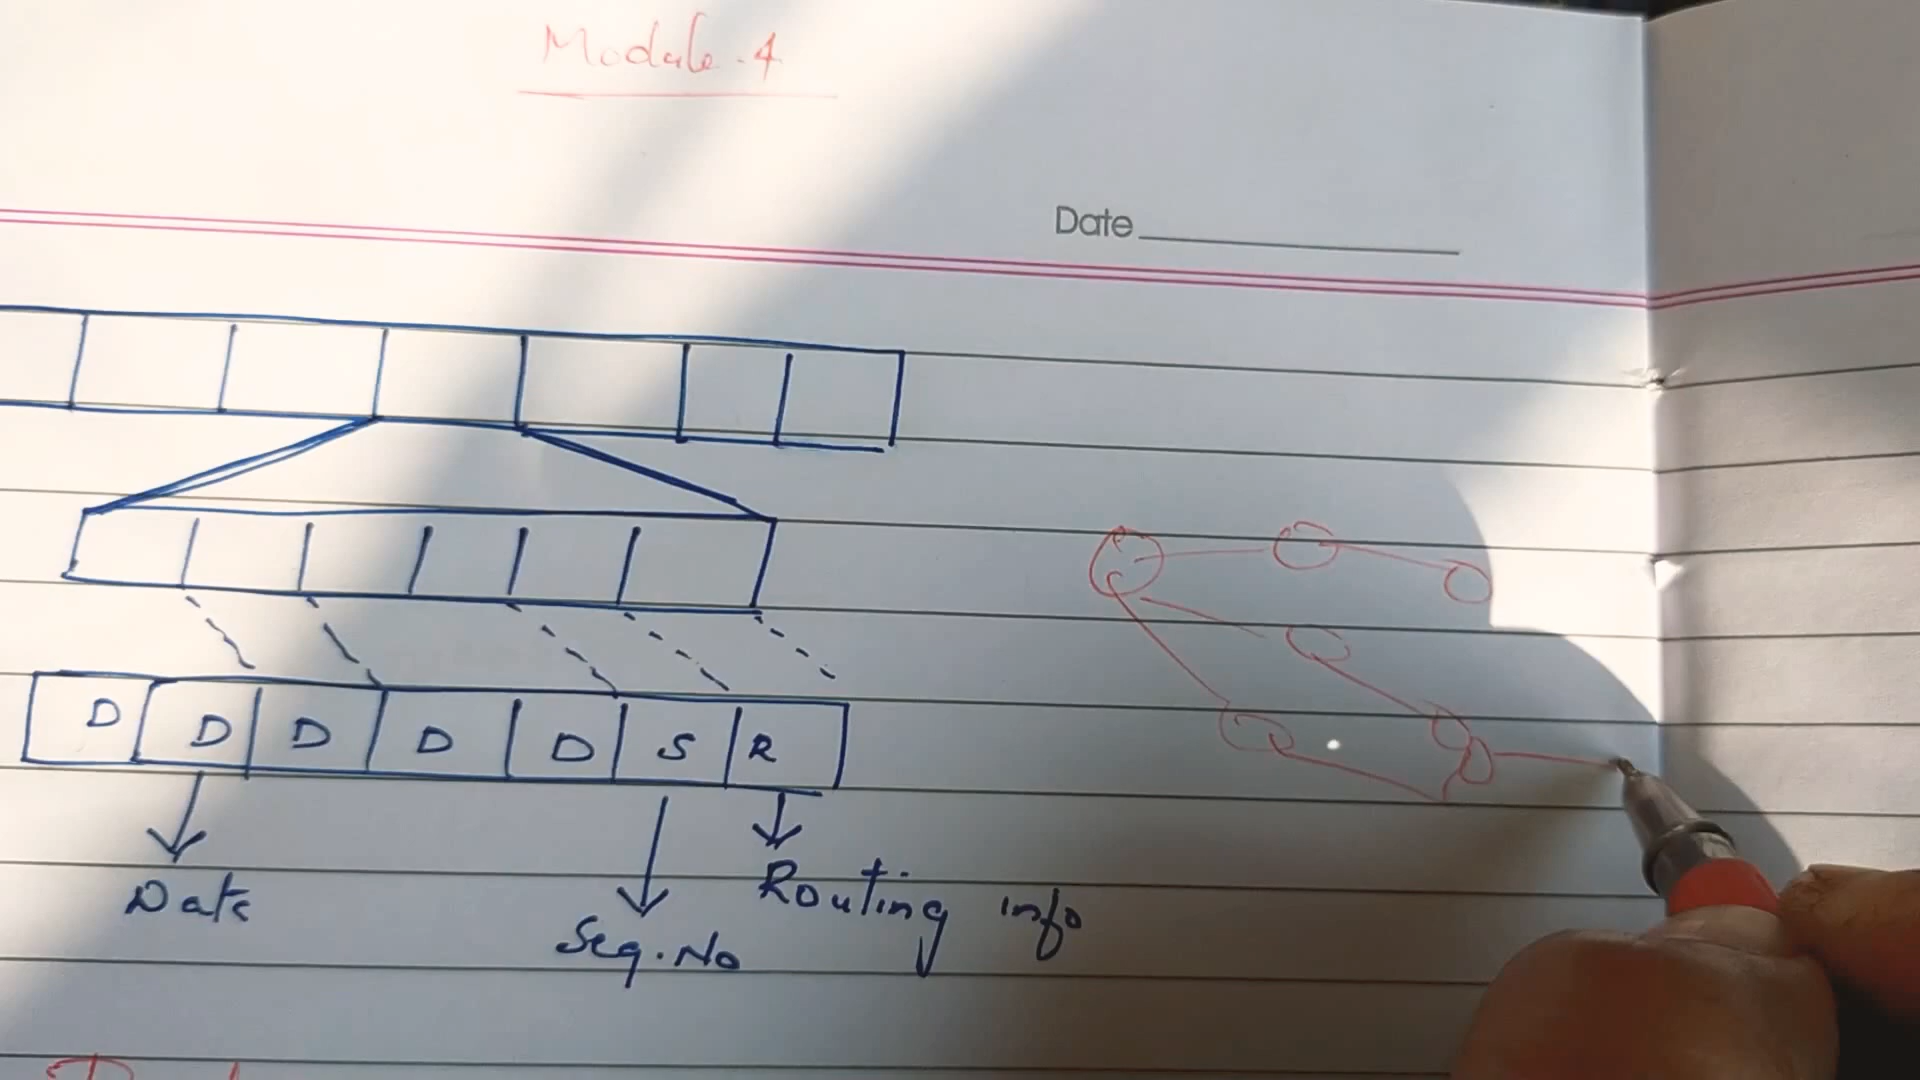 Module. 4
Date
D D D D D S R
Data
Routing info
Seq. No